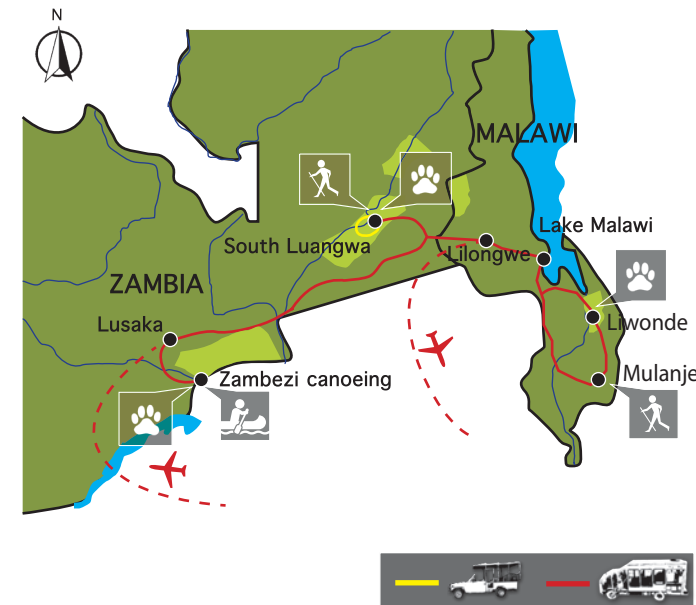 N
MALAWI
Lake Malawi
South Luangwa
Lilongwe
ZAMBIA
Lusaka
Liwonde
Zambezi canoeing
Mulanje